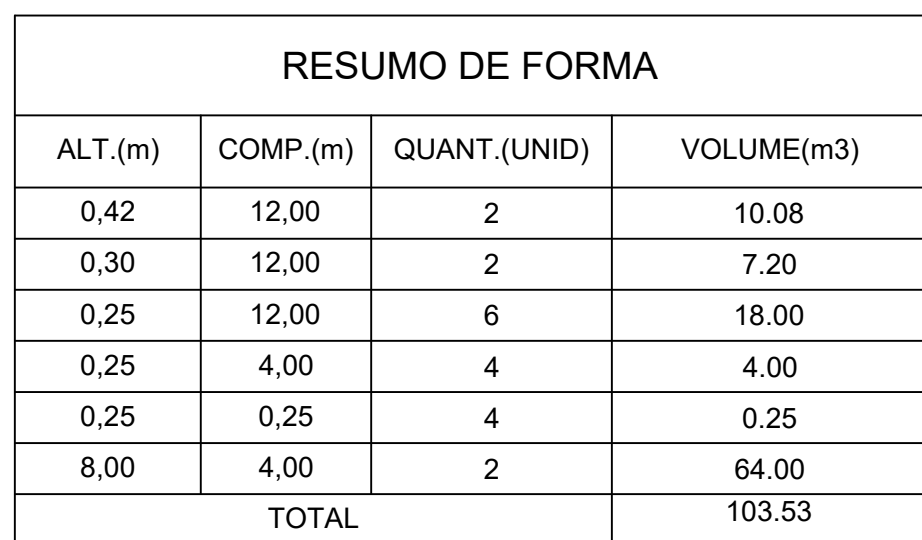 RESUMO DE FORMA
ALT.(m) COMP.(m) QUANT.(UNID) VOLUME(m3)
0,42 12,00 2 10.08
0,30 12,00 2 7.20
0,25 12,00 6 18.00
0,25 4,00 4 4.00
0,25 0,25 4 0.25
8,00 4,00 2 64.00
TOTAL 103.53